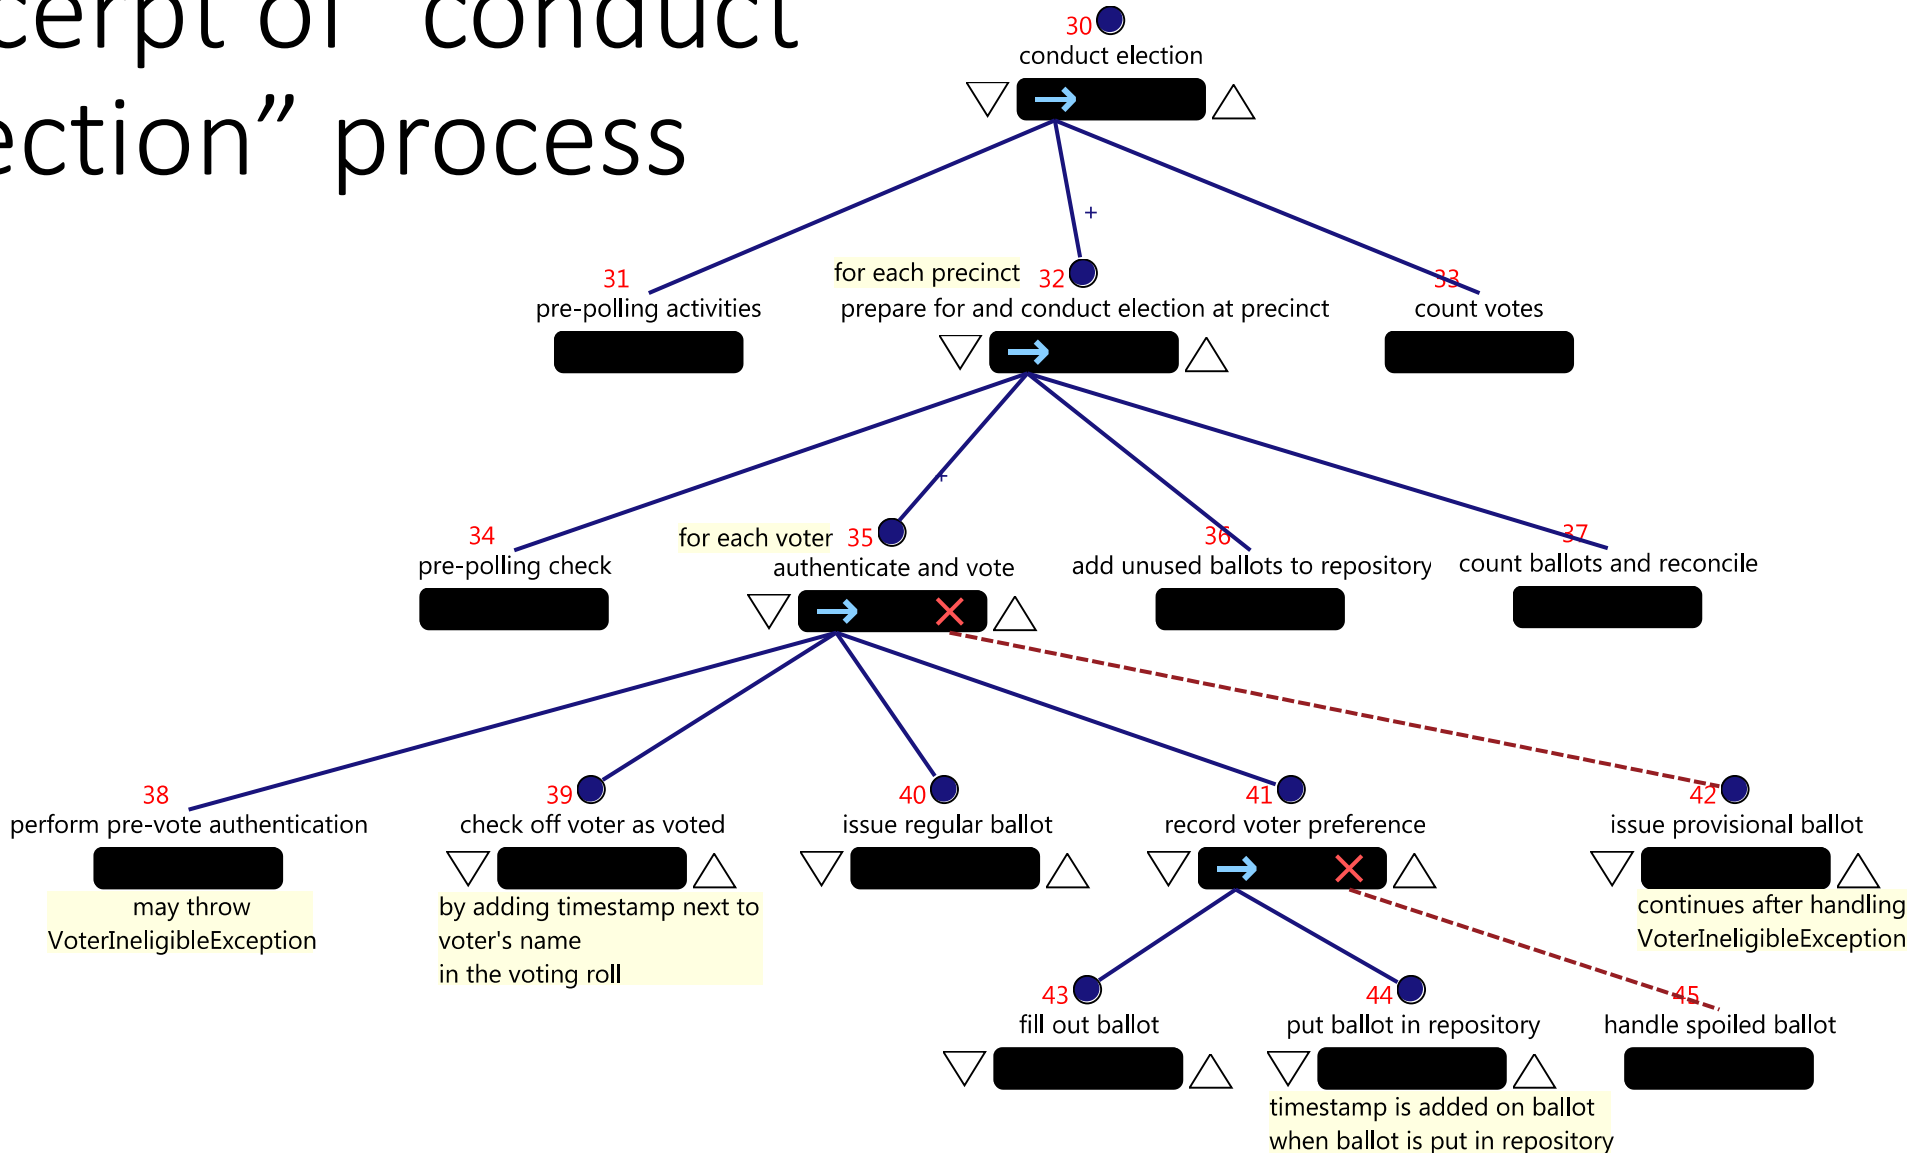 cerpt of "conduct
ection" process
30
conduct election
+
31
pre-polling activities
for each precinct 32
prepare for and conduct election at precinct
33
count votes
+
34
pre-polling check
for each voter 35
authenticate and vote
36
add unused ballots to repository
37
count ballots and reconcile
38
perform pre-vote authentication
may throw
VoterIneligibleException
39
check off voter as voted
by adding timestamp next to
voter's name
in the voting roll
40
issue regular ballot
41
record voter preference
42
issue provisional ballot
continues after handling
VoterIneligibleException
43
fill out ballot
44
put ballot in repository
timestamp is added on ballot
when ballot is put in repository
45
handle spoiled ballot